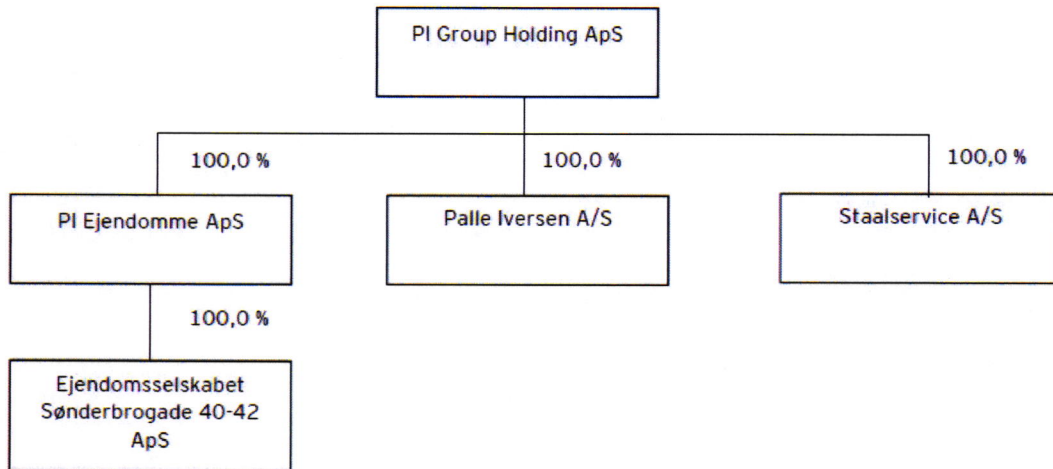 PI Group Holding ApS
100,0 %
100,0 %
100,0 %
PI Ejendomme ApS
Palle Iversen A/S
Staalservice A/S
100,0 %
Ejendomsselskabet
Sønderbrogade 40-42
ApS